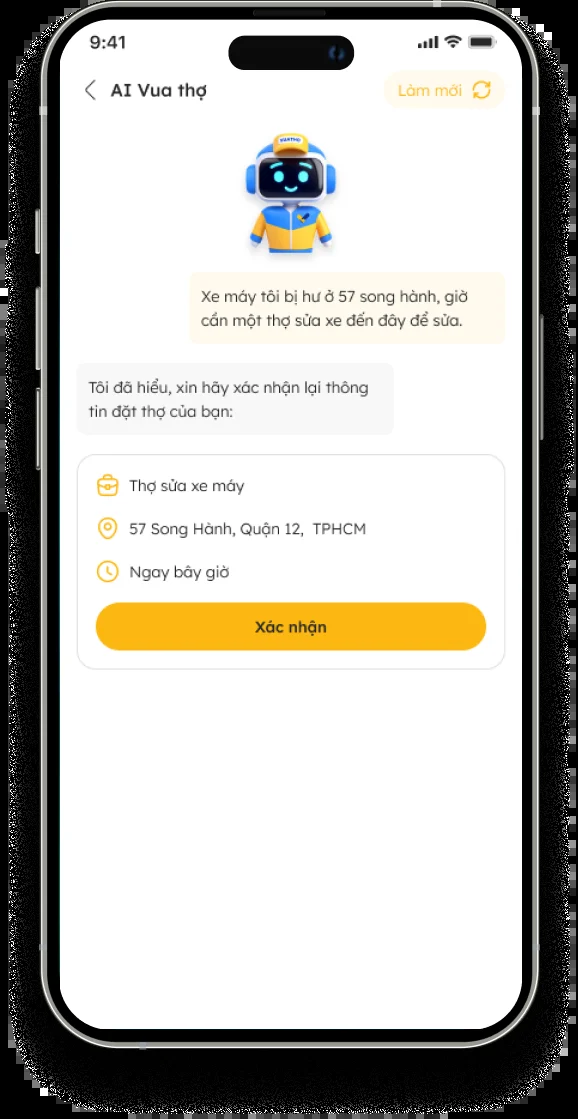 9:41
AI Vua thợ
Làm mới
Xe máy tôi bị hư ở 57 song hành, giờ
cần một thợ sửa xe đến đây để sửa.
Tôi đã hiểu, xin hãy xác nhận lại thông
tin đặt thợ của bạn:
Thợ sửa xe máy
57 Song Hành, Quận 12, TPHCM
Ngay bây giờ
Xác nhận